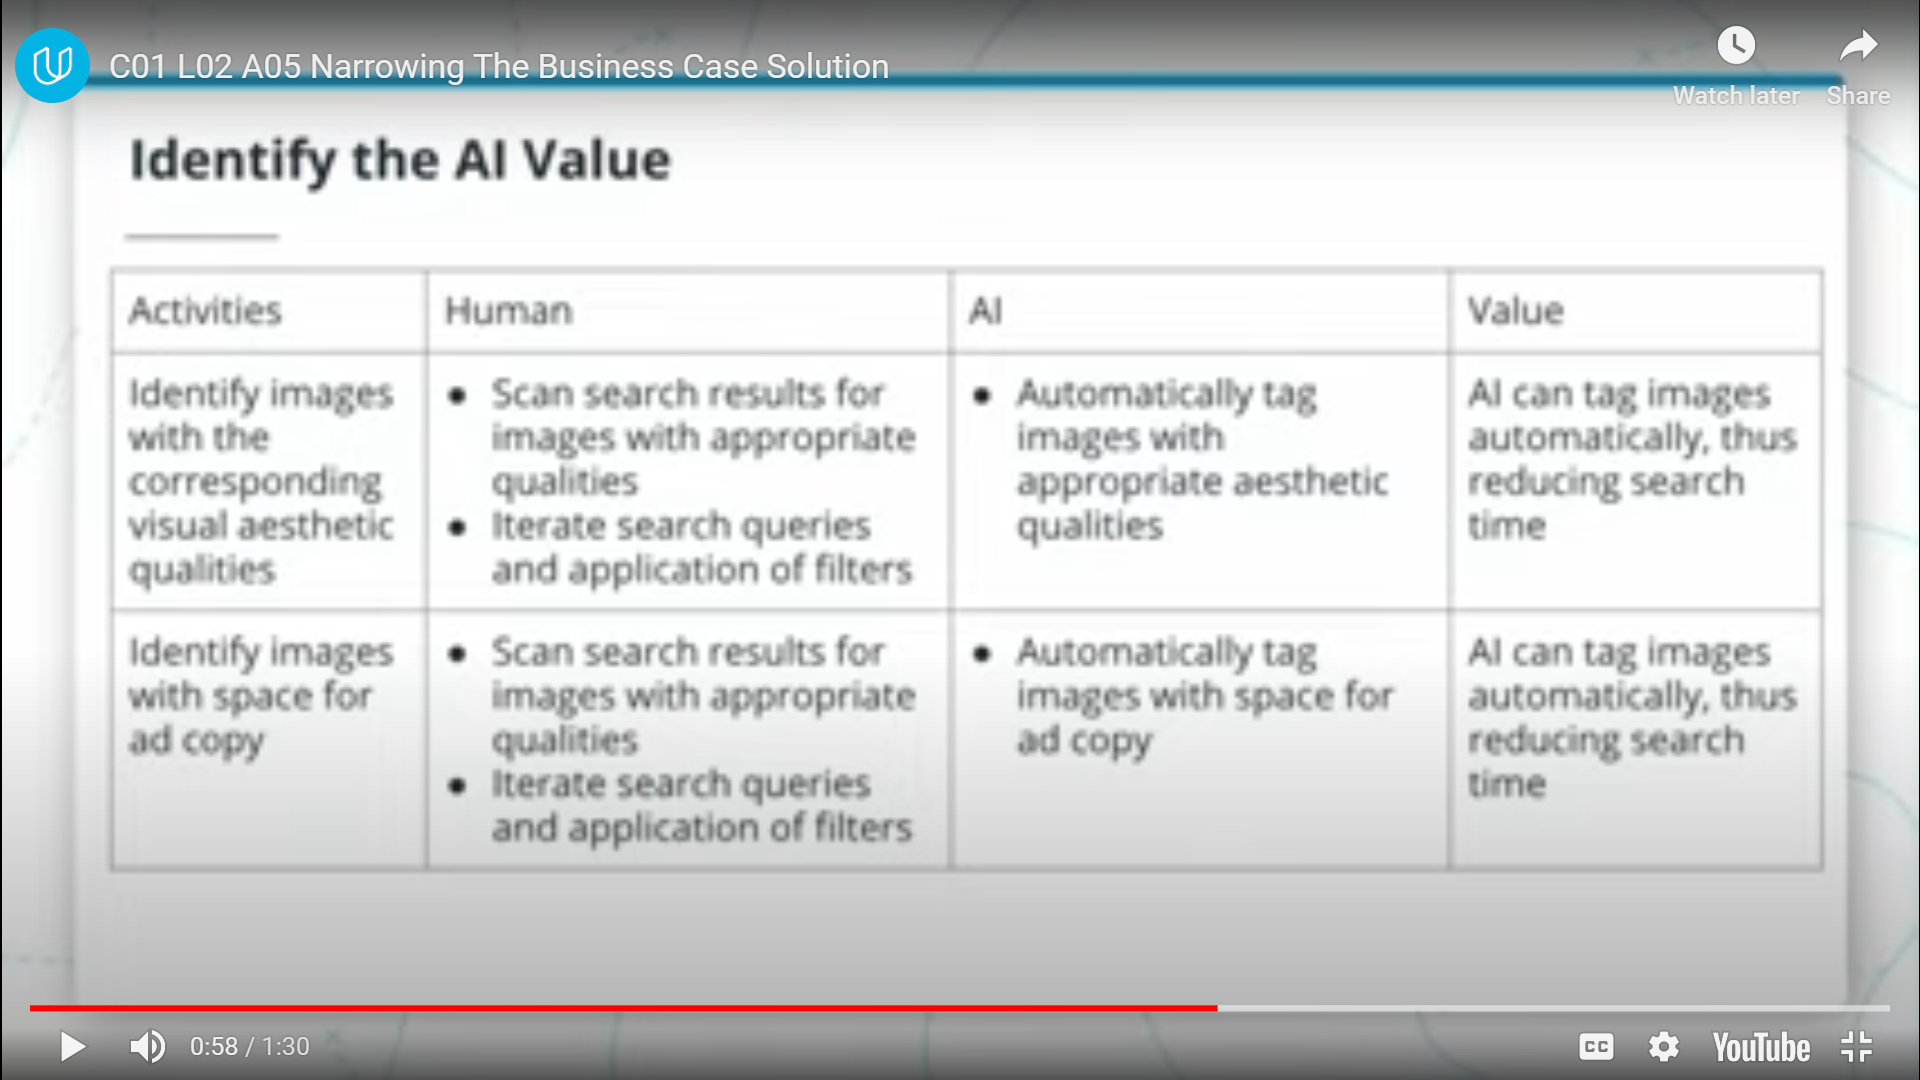 C01 L02 A05 Narrowing The Business Case Solution
Watch later
Share
Identify the AI Value
Activities
Human
AI
Value
Identify images
with the
corresponding
visual aesthetic
qualities
● Scan search results for
images with appropriate
qualities
● Iterate search queries
and application of filters
● Automatically tag
images with
appropriate aesthetic
qualities
AI can tag images
automatically, thus
reducing search
time
Identify images
with space for
ad copy
● Scan search results for
images with appropriate
qualities
● Iterate search queries
and application of filters
● Automatically tag
images with space for
ad copy
AI can tag images
automatically, thus
reducing search
time
0:58 / 1:30
CC
YouTube